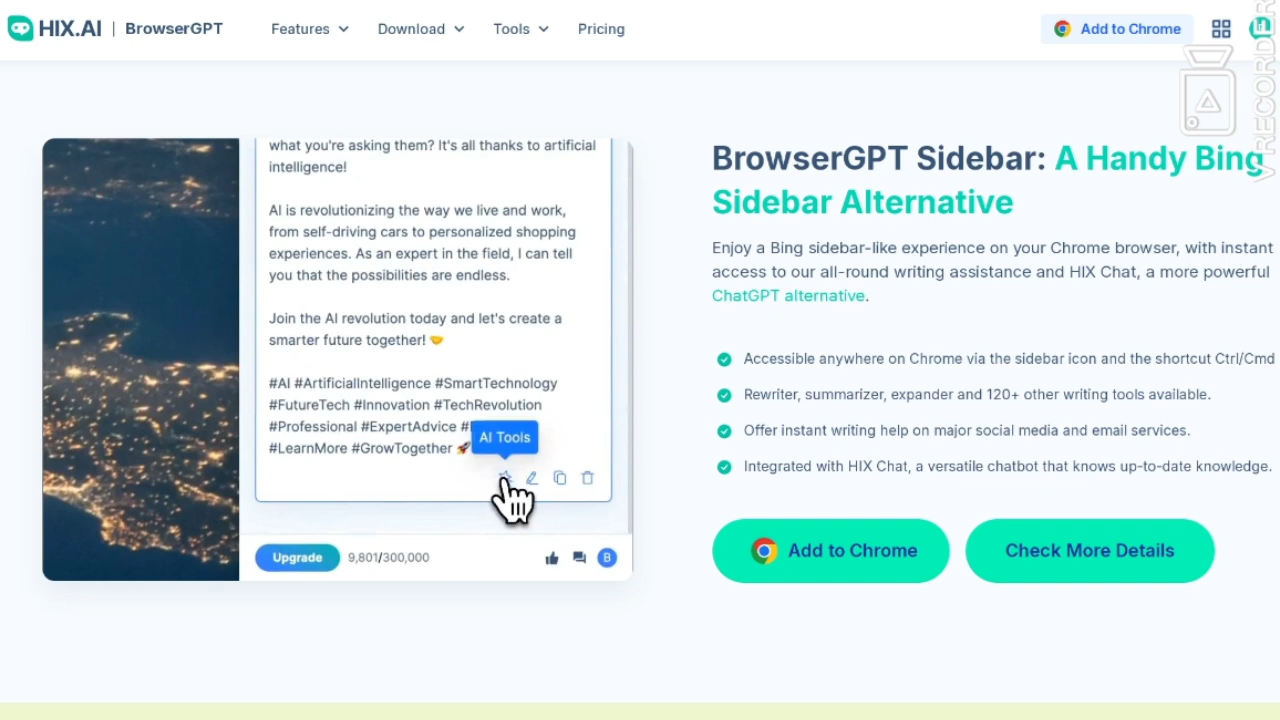 HIX.AI | BrowserGPT
Features
Download
Tools
Pricing
Add to Chrome
V RECORDER
what you're asking them? It's all thanks to artificial
intelligence!
AI is revolutionizing the way we live and work,
from self-driving cars to personalized shopping
experiences. As an expert in the field, I can tell
you that the possibilities are endless.
Join the AI revolution today and let's create a
smarter future together! 🤝
#AI #ArtificialIntelligence #SmartTechnology
#FutureTech #Innovation #TechRevolution
#Professional #ExpertAdvice
#LearnMore #GrowTogether 🚀
AI Tools
Upgrade
9,801/300,000
B
BrowserGPT Sidebar: A Handy Bing
Sidebar Alternative
Enjoy a Bing sidebar-like experience on your Chrome browser, with instant
access to our all-round writing assistance and HIX Chat, a more powerful
ChatGPT alternative.
Accessible anywhere on Chrome via the sidebar icon and the shortcut Ctrl/Cmd
Rewriter, summarizer, expander and 120+ other writing tools available.
Offer instant writing help on major social media and email services.
Integrated with HIX Chat, a versatile chatbot that knows up-to-date knowledge.
Add to Chrome
Check More Details